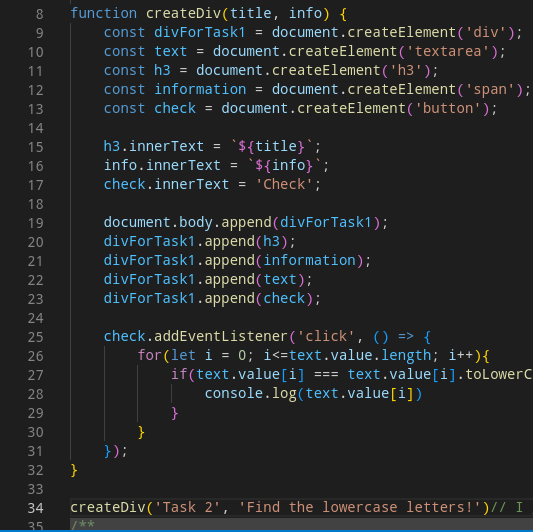 8 function createDiv(title, info) {
9 const divForTask1 = document.createElement('div');
10 const text = document.createElement('textarea');
11 const h3 = document.createElement('h3');
12 const information = document.createElement('span');
13 const check = document.createElement('button');
14
15 h3.innerText = `${title}`;
16 info.innerText = `${info}`;
17 check.innerText = 'Check';
18
19 document.body.append(divForTask1);
20 divForTask1.append(h3);
21 divForTask1.append(information);
22 divForTask1.append(text);
23 divForTask1.append(check);
24
25 check.addEventListener('click', () => {
26 for(let i = 0; i<=text.value.length; i++){
27 if(text.value[i] === text.value[i].toLowerC
28 console.log(text.value[i])
29 }
30 }
31 });
32 }
33
34 createDiv('Task 2', 'Find the lowercase letters!')// I
35 /**